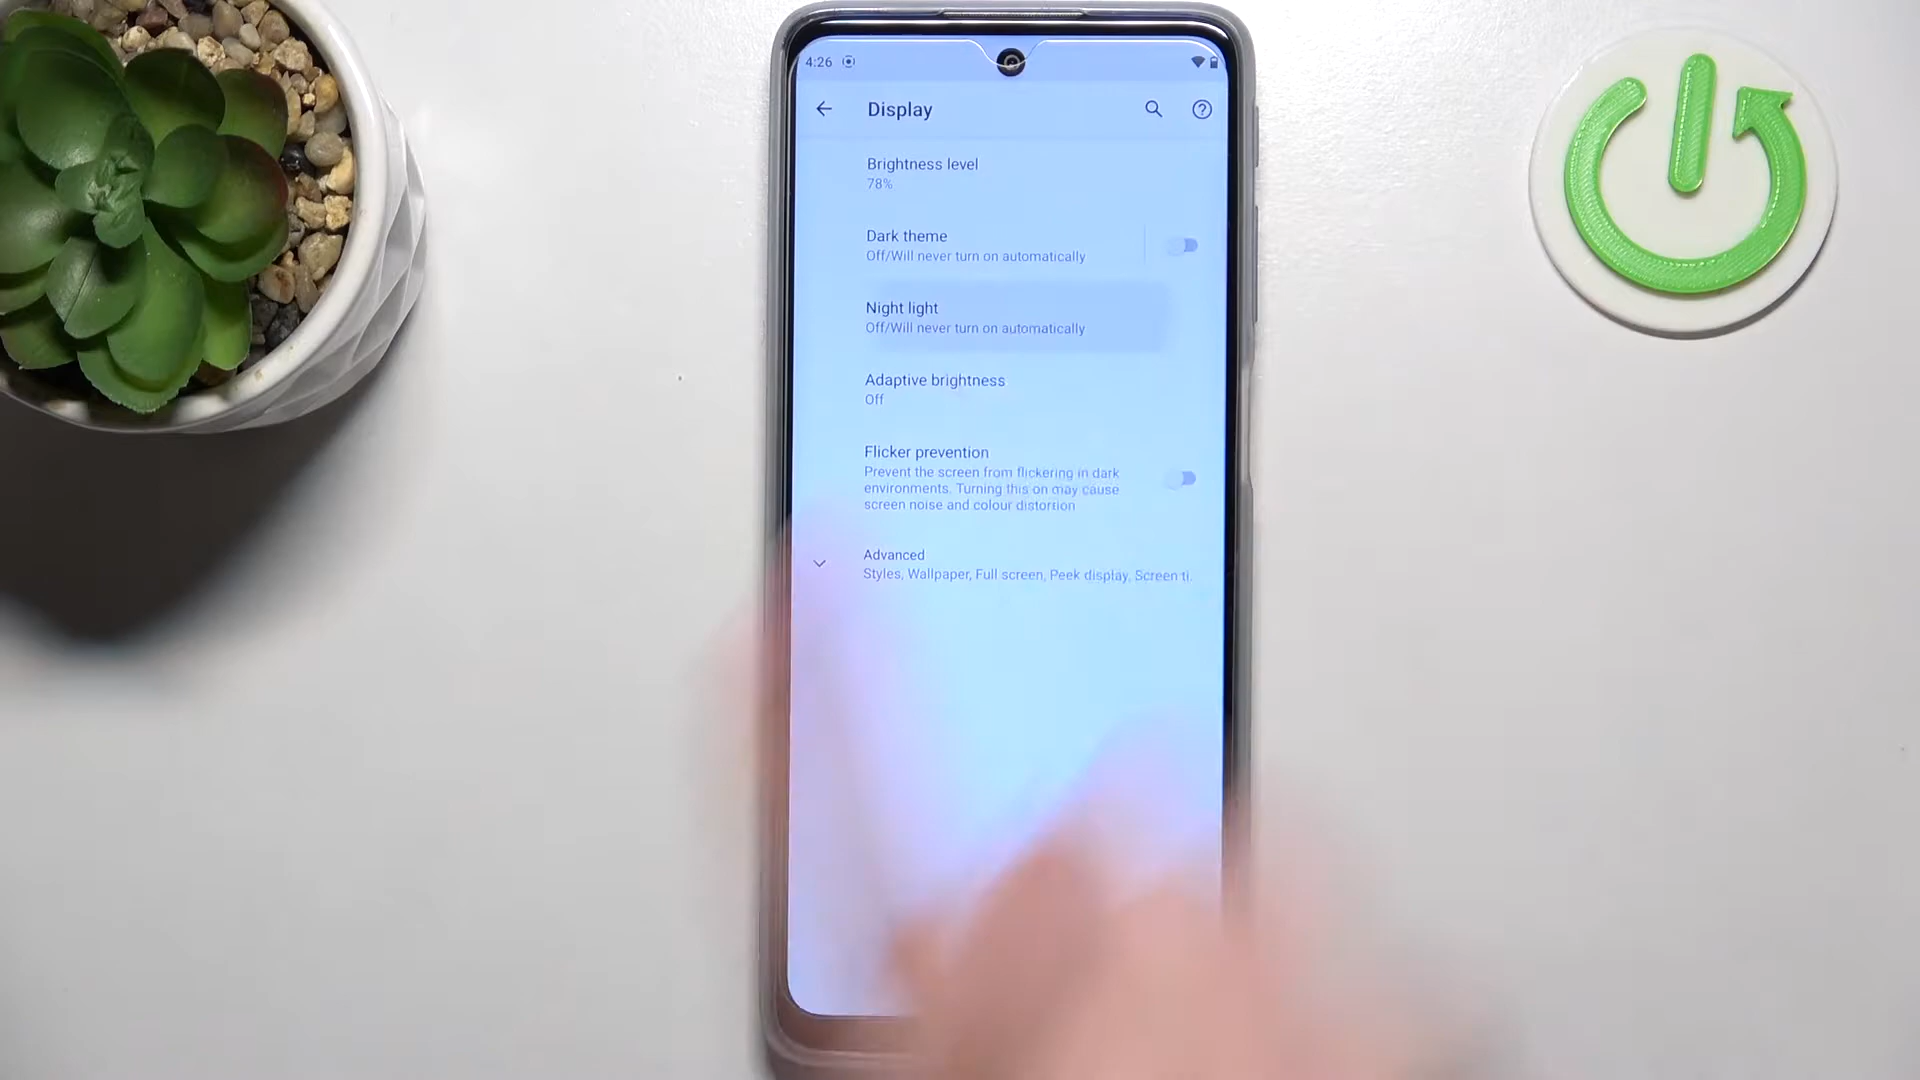 4:26
Display
Brightness level
78%
Dark theme
Off/Will never turn on automatically
Night light
Off/Will never turn on automatically
Adaptive brightness
Off
Flicker prevention
Prevent the screen from flickering in dark
environments. Turning this on may cause
screen noise and colour distortion
Advanced
Styles, Wallpaper, Full screen, Peek display, Screen ti.